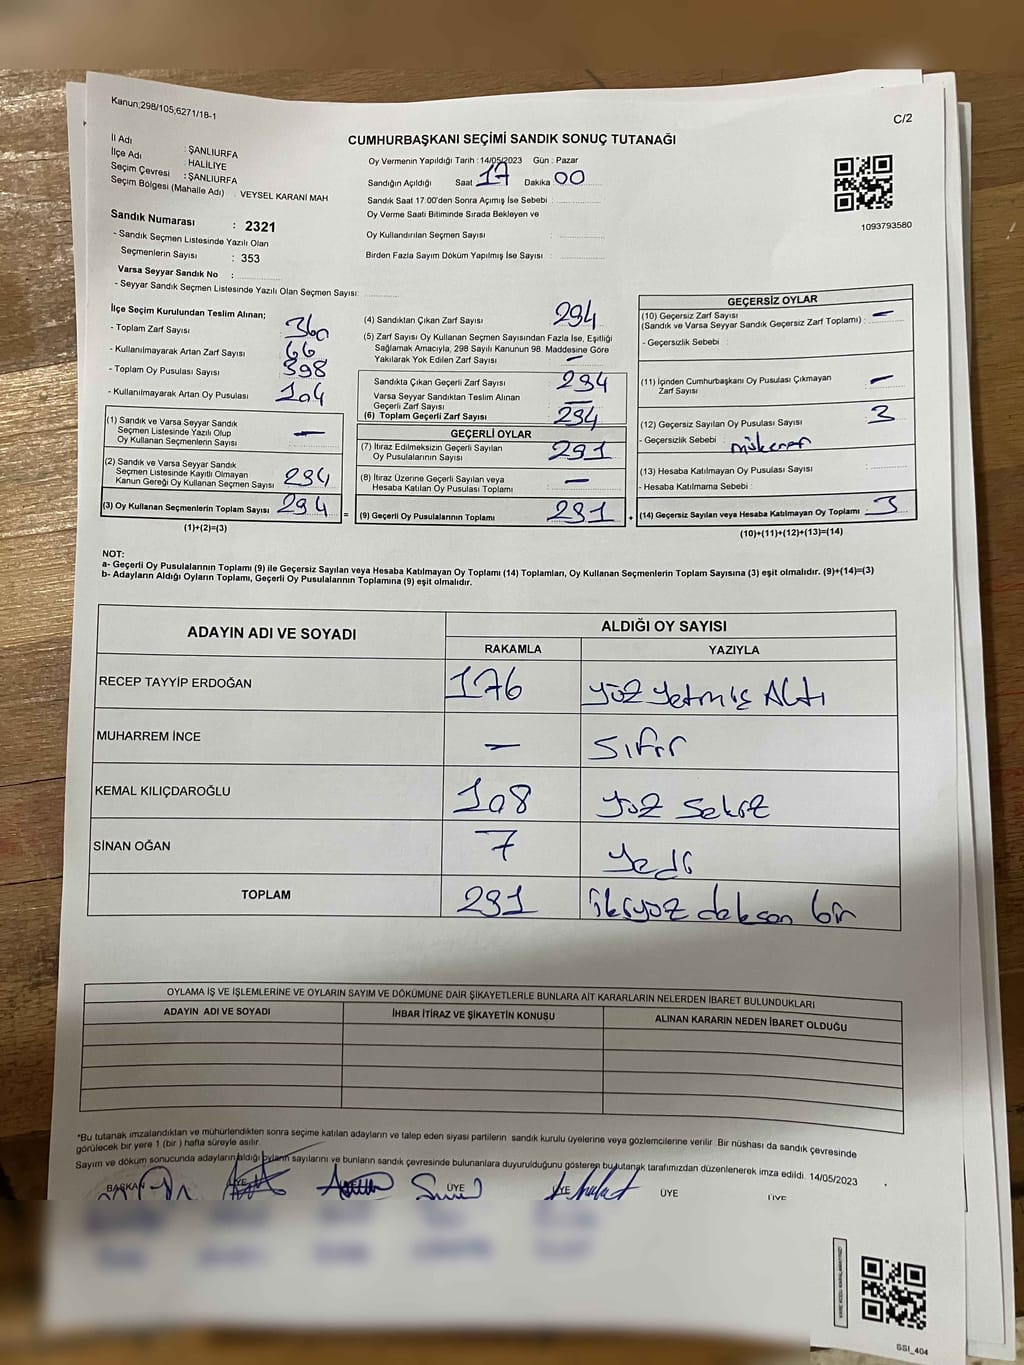 Kanun;298/105;6271/18-1
C/2
CUMHURBAŞKANI SEÇİMİ SANDIK SONUÇ TUTANAĞI
İl Adı : ŞANLIURFA
İlçe Adı : HALİLİYE
Seçim Çevresi : ŞANLIURFA
Seçim Bölgesi (Mahalle Adı) : VEYSEL KARANİ MAH
Sandık Numarası : 2321
- Sandık Seçmen Listesinde Yazılı Olan
Seçmenlerin Sayısı : 353
Varsa Seyyar Sandık No :
- Seyyar Sandık Seçmen Listesinde Yazılı Olan Seçmen Sayısı:
Oy Vermenin Yapıldığı Tarih : 14/05/2023 Gün : Pazar
Sandığın Açıldığı Saat 17 Dakika 00
Sandık Saat 17.00'den Sonra Açımış İse Sebebi :
Oy Verme Saati Bitiminde Sırada Bekleyen ve
Oy Kullandırılan Seçmen Sayısı :
Birden Fazla Sayım Döküm Yapılmış İse Sayısı :
1093793580
İlçe Seçim Kurulundan Teslim Alınan;
- Toplam Zarf Sayısı 360
- Kullanılmayarak Artan Zarf Sayısı 66
- Toplam Oy Pusulası Sayısı 398
- Kullanılmayarak Artan Oy Pusulası 104
(1) Sandık ve Varsa Seyyar Sandık
Seçmen Listesinde Yazılı Olup
Oy Kullanan Seçmenlerin Sayısı : —
(2) Sandık ve Varsa Seyyar Sandık
Seçmen Listesinde Kayıtlı Olmayan
Kanun Gereği Oy Kullanan Seçmen Sayısı : 294
(3) Oy Kullanan Seçmenlerin Toplam Sayısı : 294 =
(1)+(2)=(3)
(4) Sandıktan Çıkan Zarf Sayısı 294
(5) Zarf Sayısı Oy Kullanan Seçmen Sayısından Fazla İse, Eşitliği
Sağlamak Amacıyla, 298 Sayılı Kanunun 98. Maddesine Göre
Yakılarak Yok Edilen Zarf Sayısı —
Sandıkta Çıkan Geçerli Zarf Sayısı 294
Varsa Seyyar Sandıktan Teslim Alınan
Geçerli Zarf Sayısı —
(6) Toplam Geçerli Zarf Sayısı 294
GEÇERLİ OYLAR
(7) İtiraz Edilmeksizin Geçerli Sayılan
Oy Pusulalarının Sayısı 291
(8) İtiraz Üzerine Geçerli Sayılan veya
Hesaba Katılan Oy Pusulası Toplamı —
(9) Geçerli Oy Pusulalarının Toplamı 291 +
GEÇERSİZ OYLAR
(10) Geçersiz Zarf Sayısı
(Sandık ve Varsa Seyyar Sandık Geçersiz Zarf Toplamı) : —
- Geçersizlik Sebebi :
(11) İçinden Cumhurbaşkanı Oy Pusulası Çıkmayan
Zarf Sayısı —
(12) Geçersiz Sayılan Oy Pusulası Sayısı 3
- Geçersizlik Sebebi : mükerrer
(13) Hesaba Katılmayan Oy Pusulası Sayısı :
- Hesaba Katılmama Sebebi :
(14) Geçersiz Sayılan veya Hesaba Katılmayan Oy Toplamı 3
(10)+(11)+(12)+(13)=(14)
NOT:
a- Geçerli Oy Pusulalarının Toplamı (9) ile Geçersiz Sayılan veya Hesaba Katılmayan Oy Toplamı (14) Toplamları, Oy Kullanan Seçmenlerin Toplam Sayısına (3) eşit olmalıdır. (9)+(14)=(3)
b- Adayların Aldığı Oyların Toplamı, Geçerli Oy Pusulalarının Toplamına (9) eşit olmalıdır.
ADAYIN ADI VE SOYADI ALDIĞI OY SAYISI
RAKAMLA YAZIYLA
RECEP TAYYİP ERDOĞAN 176 yüz yetmiş Altı
MUHARREM İNCE — Sıfır
KEMAL KILIÇDAROĞLU 108 yüz sekiz
SİNAN OĞAN 7 yedi
TOPLAM 291 ikiyüz doksan bir
OYLAMA İŞ VE İŞLEMLERİNE VE OYLARIN SAYIM VE DÖKÜMÜNE DAİR ŞİKAYETLERLE BUNLARA AİT KARARLARIN NELERDEN İBARET BULUNDUKLARI
ADAYIN ADI VE SOYADI İHBAR İTİRAZ VE ŞİKAYETİN KONUSU ALINAN KARARIN NEDEN İBARET OLDUĞU
*Bu tutanak imzalandıktan ve mühürlendikten sonra seçime katılan adayların ve talep eden siyasi partilerin sandık kurulu üyelerine veya gözlemcilerine verilir. Bir nüshası da sandık çevresinde
görülecek bir yere 1 (bir ) hafta süreyle asılır.
Sayım ve döküm sonucunda adayların aldığı oyların sayılarını ve bunların sandık çevresinde bulunanlara duyurulduğunu gösteren bu tutanak tarafımızdan düzenlenerek imza edildi. 14/05/2023
BAŞKAN ÜYE ÜYE ÜYE ÜYE ÜYE
SSI_404